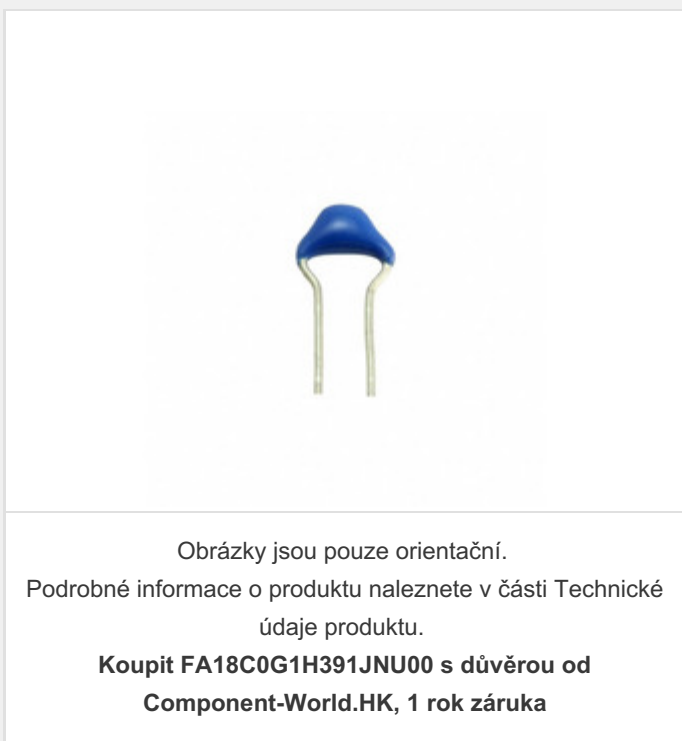 Obrázky jsou pouze orientační.
Podrobné informace o produktu naleznete v části Technické
údaje produktu.
Koupit FA18C0G1H391JNU00 s důvěrou od
Component-World.HK, 1 rok záruka